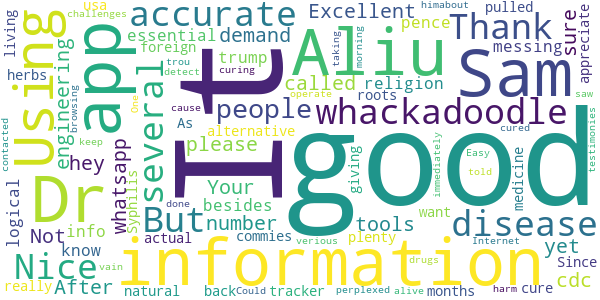 I
t
good
information
Dr
Aliu
Sam
app
Using
Thank
accurate
disease
whackadoodle
people
several
Nice
But
Excellent
called
please
number
tools
demand
essential
engineering
religion
whatsapp
sure
hey
Your
besides
After
Not
yet
cdc
know
info
logical
living
herbs
usa
challenges
foreign
trump
trou
detect
curing
pence
messing
pulled
himabout
taking
morning
appreciate
roots
alternative
cause
operate
As
One
browsing
keep
contacted
Syphilis
giving
immediately
saw
cured
Easy
told
medicine
testimonies
want
actual
commies
verious
plenty
Internet
Since
done
really
vain
natural
back
Could
tracker
perplexed
alive
months
drugs
harm
cure